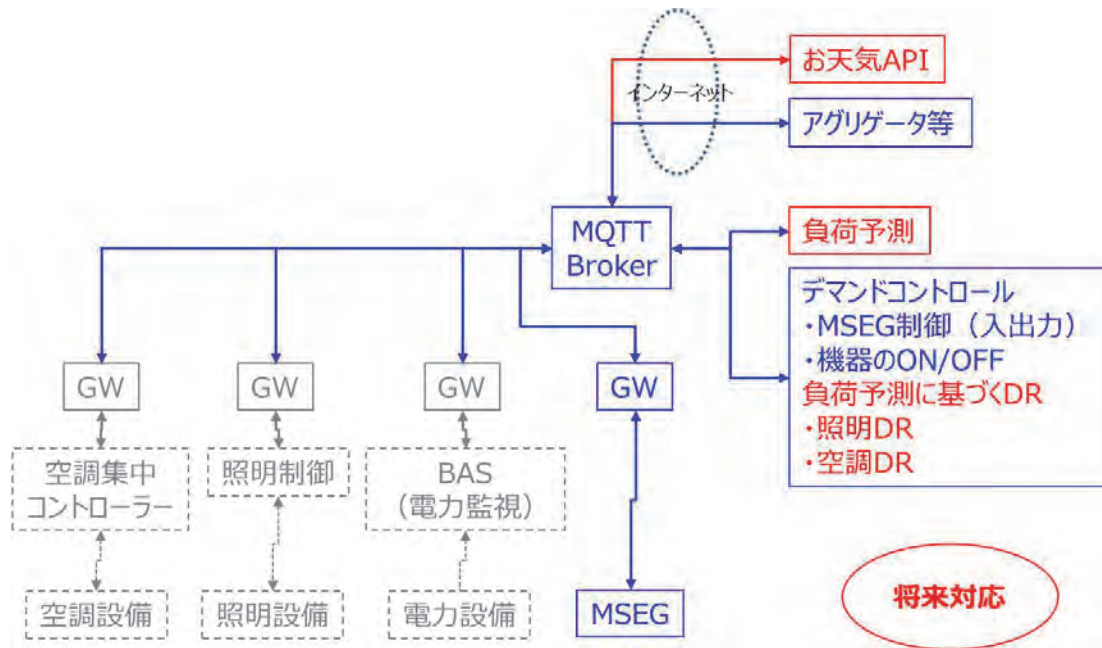 お天気API
インターネット
アグリゲータ等
MQTT
Broker
負荷予測
デマンドコントロール
・MSEG制御（入出力）
・機器のON/OFF
負荷予測に基づくDR
・照明DR
・空調DR
GW
GW
GW
GW
空調集中
コントローラー
照明制御
BAS
（電力監視）
空調設備
照明設備
電力設備
MSEG
将来対応